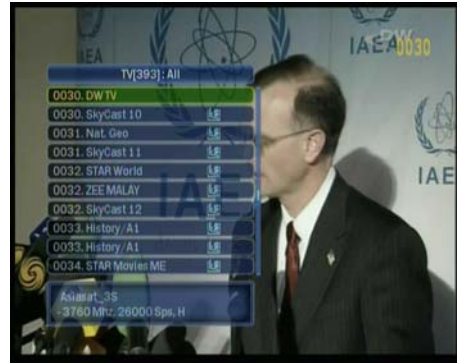 DW
0030
IAEA
IAEA
TV[393] : All
0030. DW TV
0030. SkyCast 10
0031. Nat. Geo
0031. SkyCast 11
0032. STAR World
0032. ZEE MALAY
0032. SkyCast 12
0033. History/A1
0033. History/A1
0034. STAR Movies ME
IAEA
IAEA
Asiasat_3S
- 3760 Mhz, 26000 Sps, H